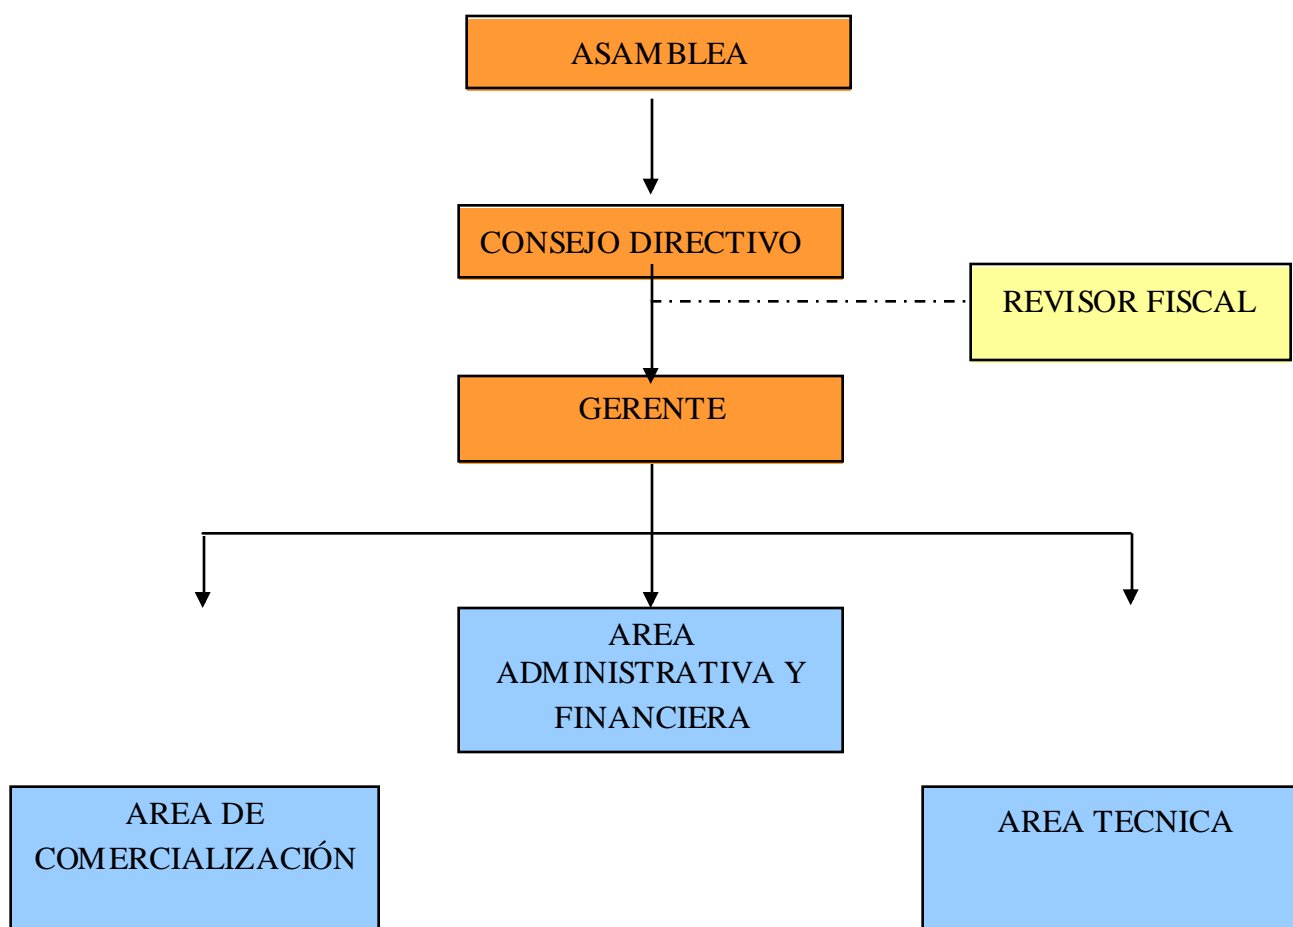 ASAMBLEA
CONSEJO DIRECTIVO
REVISOR FISCAL
GERENTE
AREA
ADMINISTRATIVA Y
FINANCIERA
AREA DE
COMERCIALIZACIÓN
AREA TECNICA